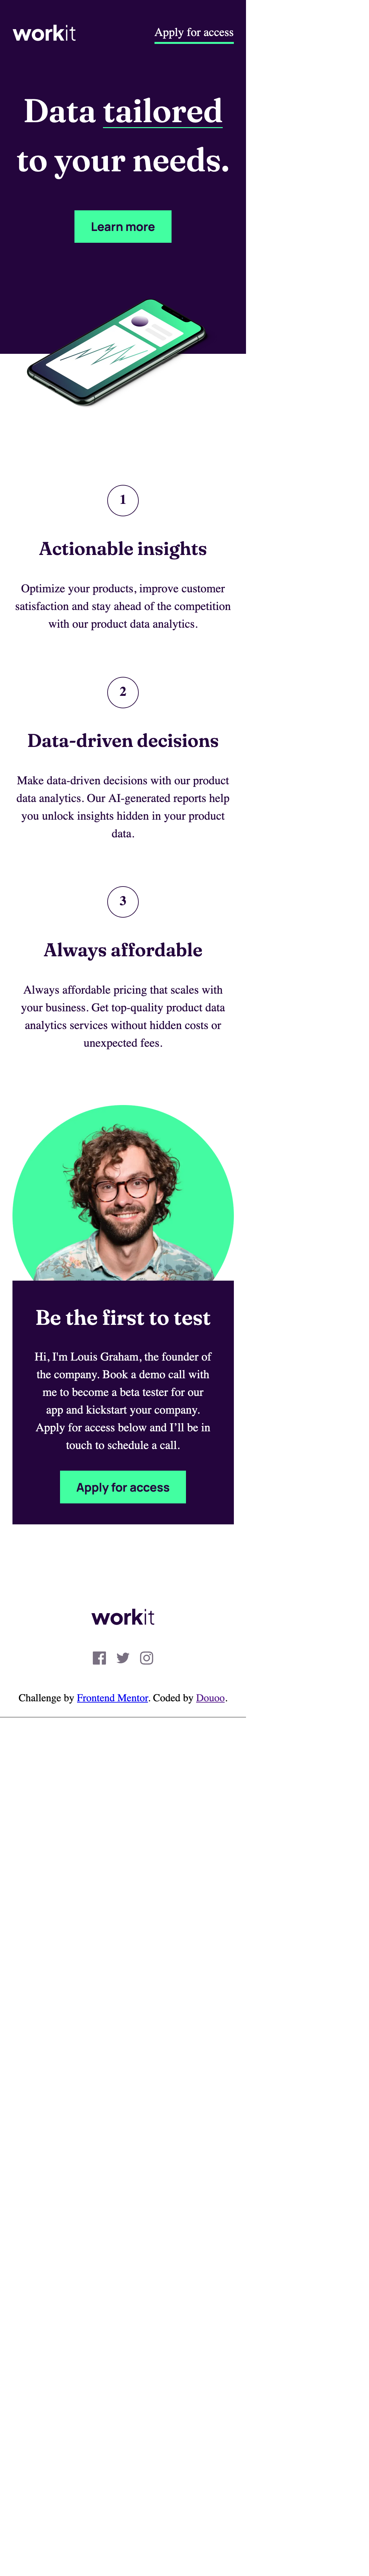 workit
Apply for access
Data tailored
to your needs.
Learn more
1
Actionable insights
Optimize your products, improve customer
satisfaction and stay ahead of the competition
with our product data analytics.
2
Data-driven decisions
Make data-driven decisions with our product
data analytics. Our AI-generated reports help
you unlock insights hidden in your product
data.
3
Always affordable
Always affordable pricing that scales with
your business. Get top-quality product data
analytics services without hidden costs or
unexpected fees.
Be the first to test
Hi, I'm Louis Graham, the founder of
the company. Book a demo call with
me to become a beta tester for our
app and kickstart your company.
Apply for access below and I’ll be in
touch to schedule a call.
Apply for access
workit
Challenge by Frontend Mentor. Coded by Douoo.